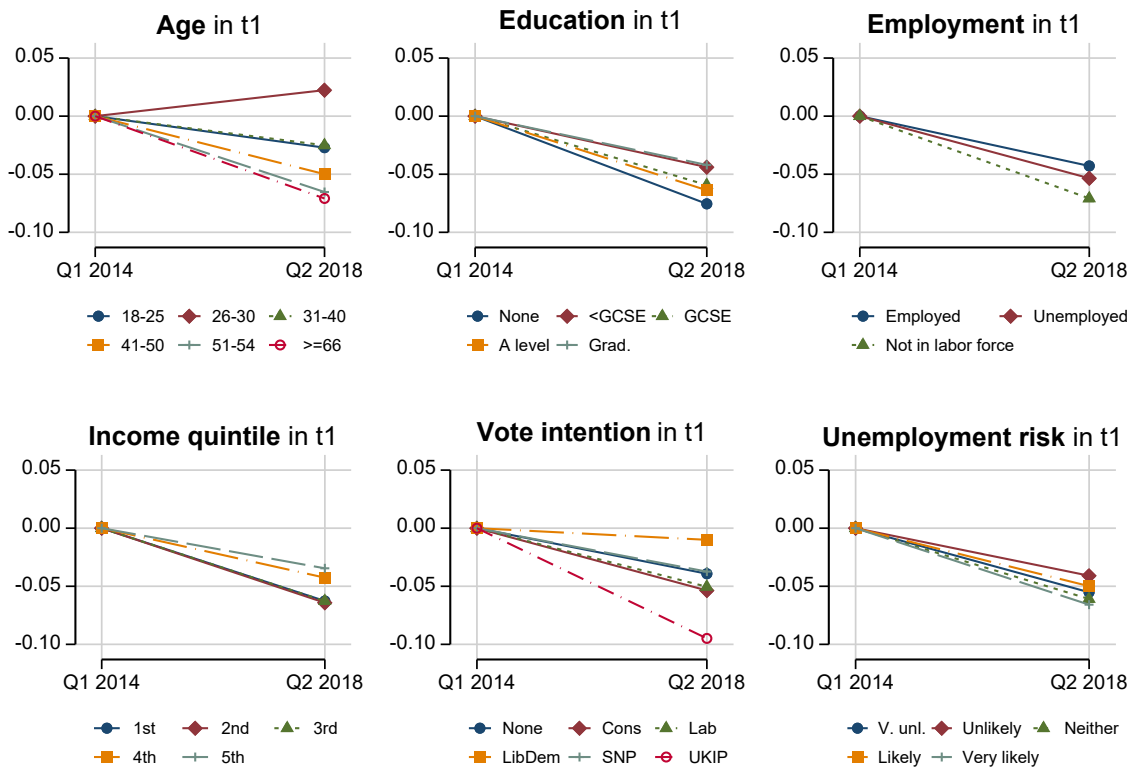 Age in t1
0.05
0.00
-0.05
-0.10
Q1 2014 Q2 2018
18-25 26-30 31-40
41-50 51-54 >=66
Education in t1
0.05
0.00
-0.05
-0.10
Q1 2014 Q2 2018
None <GCSE GCSE
A level Grad.
Employment in t1
0.05
0.00
-0.05
-0.10
Q1 2014 Q2 2018
Employed Unemployed
Not in labor force
Income quintile in t1
0.05
0.00
-0.05
-0.10
Q1 2014 Q2 2018
1st 2nd 3rd
4th 5th
Vote intention in t1
0.05
0.00
-0.05
-0.10
Q1 2014 Q2 2018
None Cons Lab
LibDem SNP UKIP
Unemployment risk in t1
0.05
0.00
-0.05
-0.10
Q1 2014 Q2 2018
V. unl. Unlikely Neither
Likely Very likely